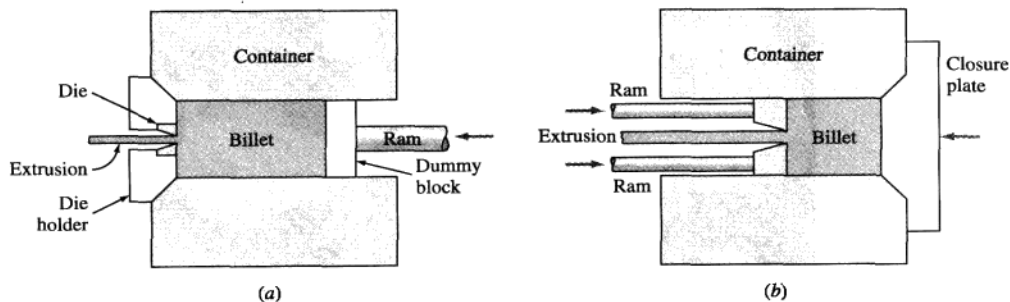 Container
Die
Billet
Ram
Extrusion
Dummy
block
Die
holder
(a)
Container
Closure
plate
Ram
Extrusion
Billet
Ram
(b)